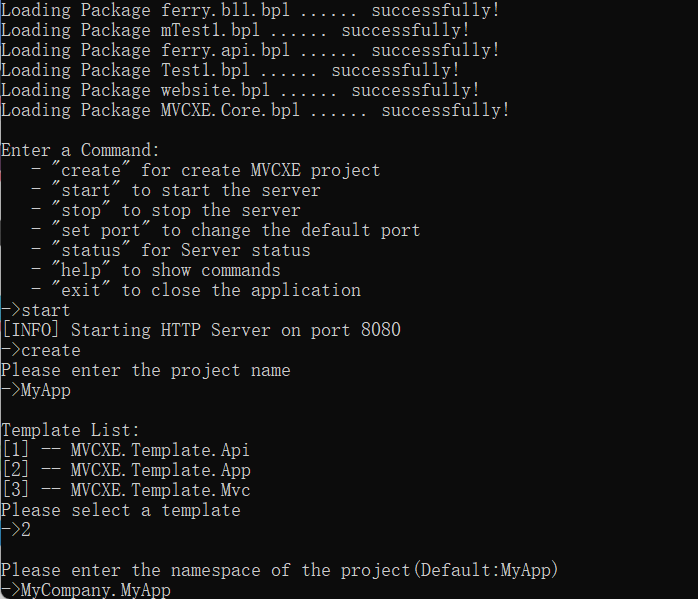 Loading Package ferry.bll.bpl ...... successfully!
Loading Package mTest1.bpl ...... successfully!
Loading Package ferry.api.bpl ...... successfully!
Loading Package Test1.bpl ...... successfully!
Loading Package website.bpl ...... successfully!
Loading Package MVCXE.Core.bpl ...... successfully!

Enter a Command:
   - "create" for create MVCXE project
   - "start" to start the server
   - "stop" to stop the server
   - "set port" to change the default port
   - "status" for Server status
   - "help" to show commands
   - "exit" to close the application
->start
[INFO] Starting HTTP Server on port 8080
->create
Please enter the project name
->MyApp

Template List:
[1] -- MVCXE.Template.Api
[2] -- MVCXE.Template.App
[3] -- MVCXE.Template.Mvc
Please select a template
->2

Please enter the namespace of the project(Default:MyApp)
->MyCompany.MyApp